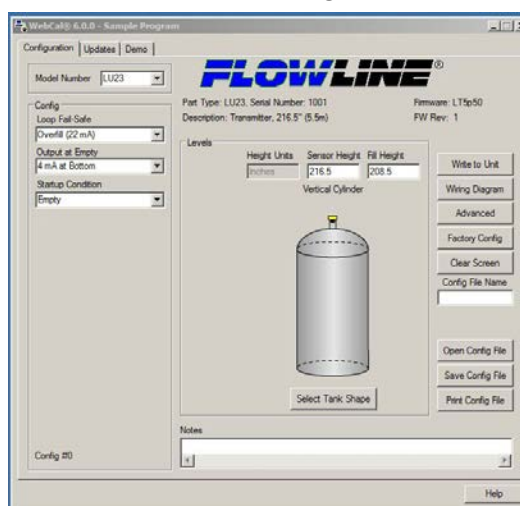 WebCal® 6.0.0 - Sample Program
Configuration Updates Demo
Model Number LU23
FLOWLINE®
Part Type: LU23, Serial Number: 1001 Firmware: LT5p50
Description: Transmitter, 216.5" (5.5m) FW Rev: 1
Config
Loop Fail-Safe
Overfill (22 mA)
Output at Empty
4 mA at Bottom
Startup Condition
Empty
Config #0
Levels
Height Units Sensor Height Fill Height
Inches 216.5 208.5
Vertical Cylinder
Select Tank Shape
Write to Unit
Wiring Diagram
Advanced
Factory Config
Clear Screen
Config File Name
Open Config File
Save Config File
Print Config File
Notes
Help